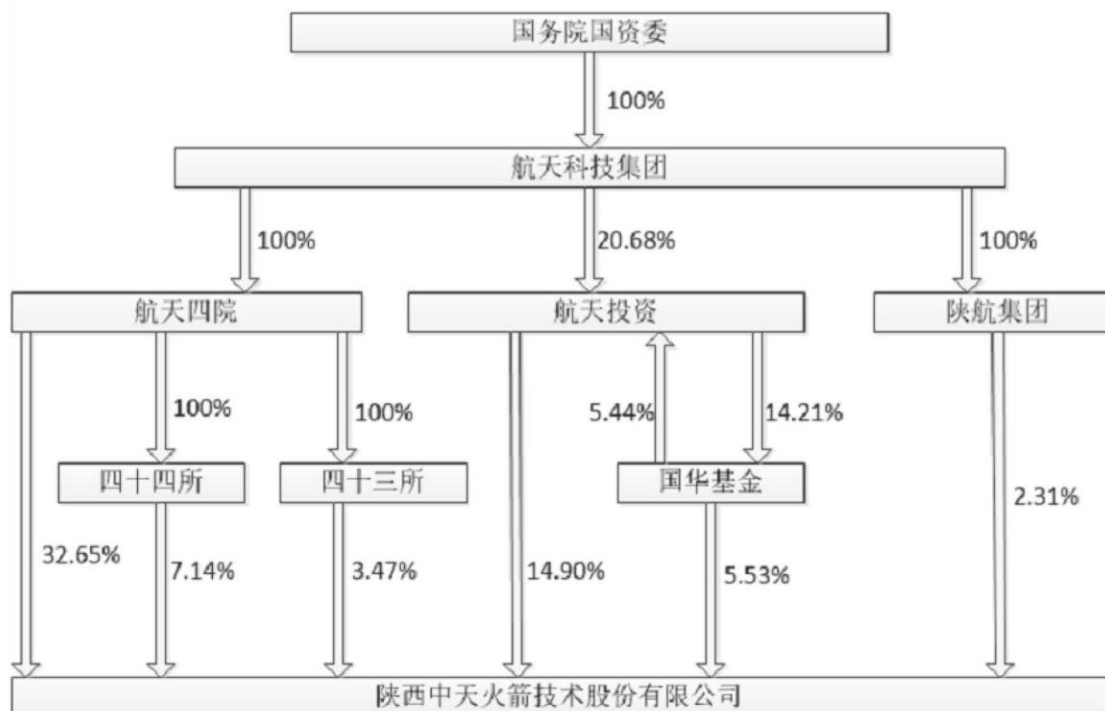 国务院国资委
100%
航天科技集团
100%
20.68%
100%
航天四院
航天投资
陕航集团
100%
100%
5.44%
14.21%
四十四所
四十三所
国华基金
2.31%
32.65%
7.14%
3.47%
14.90%
5.53%
陕西中天火箭技术股份有限公司